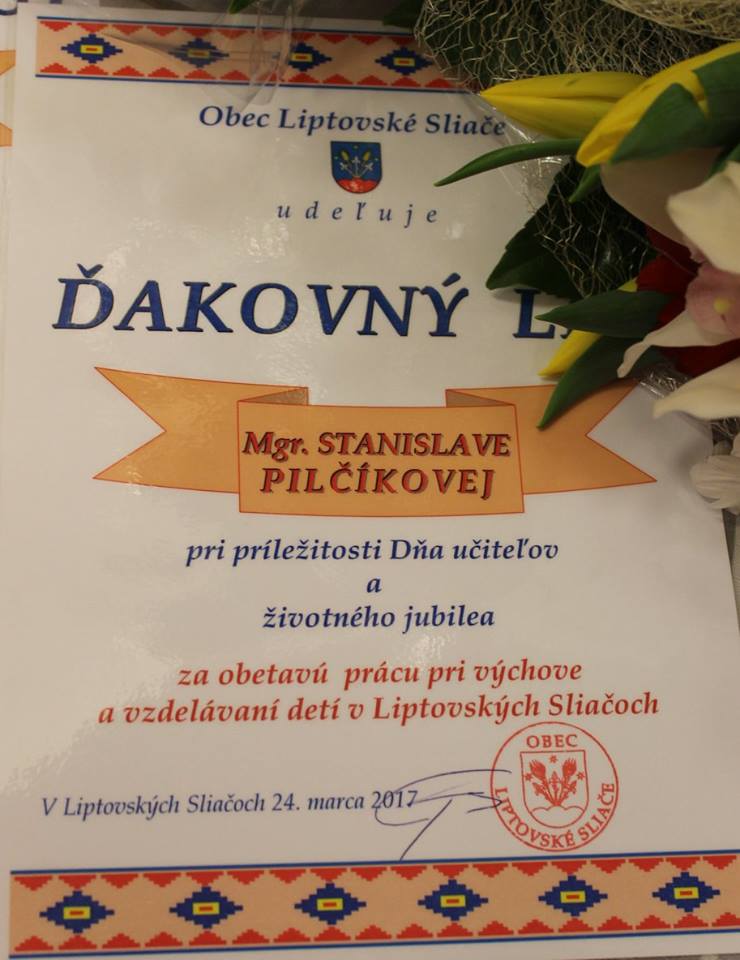 Obec Liptovské Sliače
udeľuje
ĎAKOVNÝ
Mgr. STANISLAVE
PILČÍKOVEJ
pri príležitosti Dňa učiteľov
a
životného jubilea
za obetavú prácu pri výchove
a vzdelávaní detí v Liptovských Sliačoch
V Liptovských Sliačoch 24. marca 2017
OBEC
LIPTOVSKÉ SLIAČE